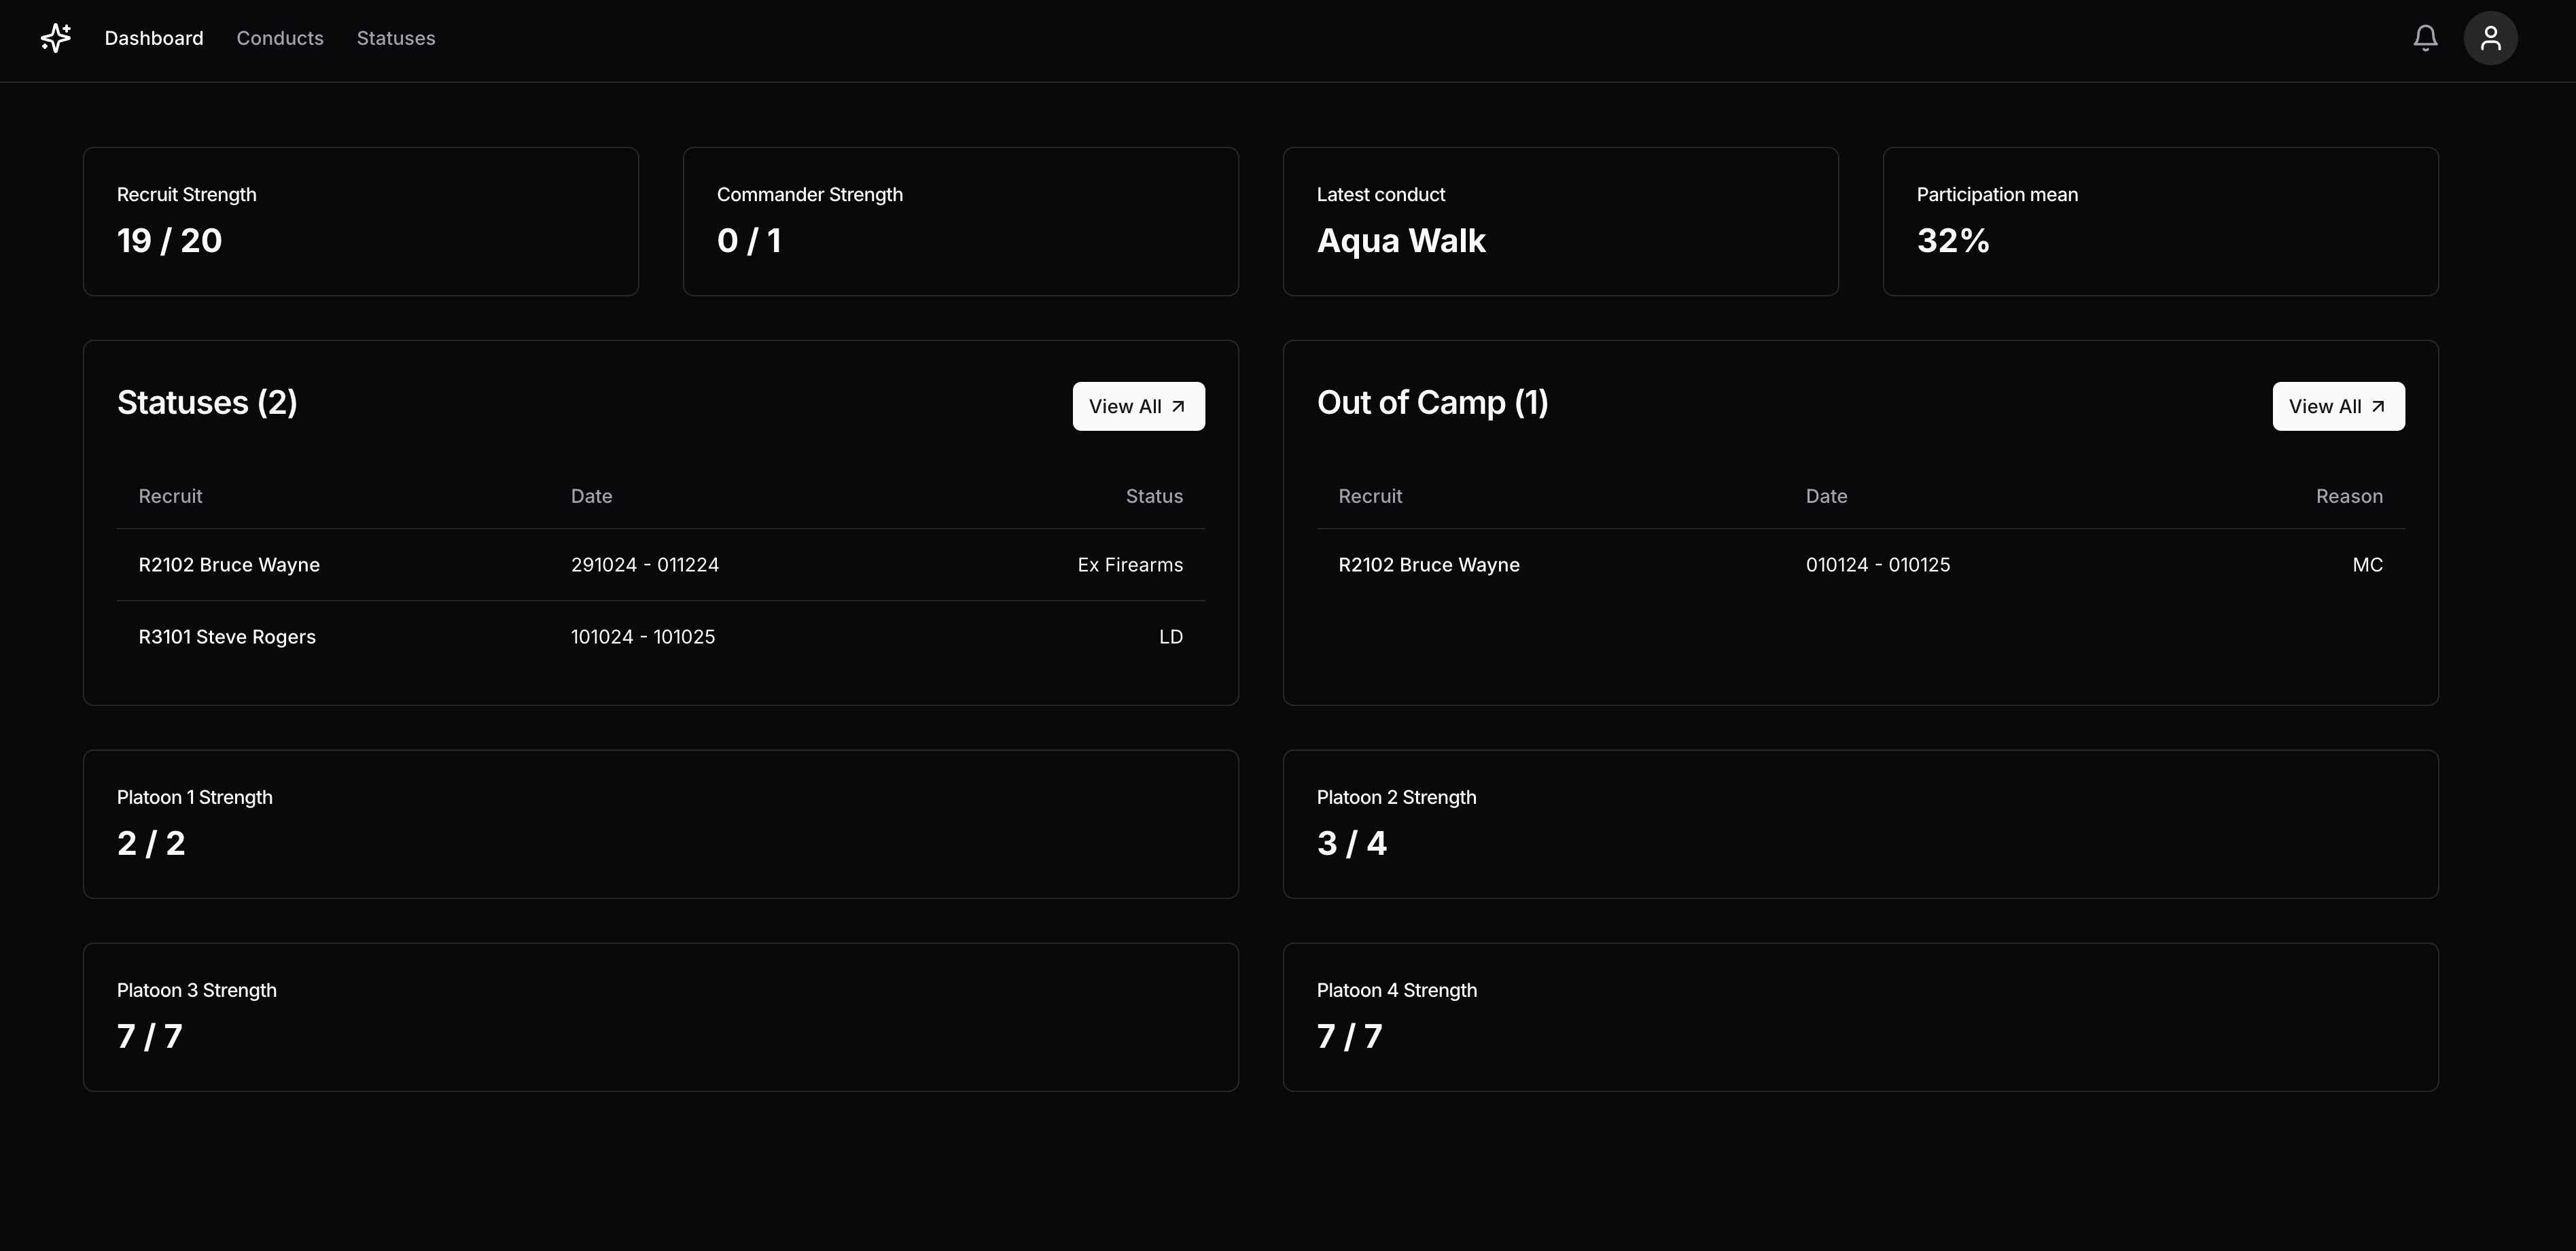 Dashboard Conducts Statuses
Recruit Strength
19 / 20
Commander Strength
0 / 1
Latest conduct
Aqua Walk
Participation mean
32%
Statuses (2)
View All
Recruit Date Status
R2102 Bruce Wayne 291024 - 011224 Ex Firearms
R3101 Steve Rogers 101024 - 101025 LD
Out of Camp (1)
View All
Recruit Date Reason
R2102 Bruce Wayne 010124 - 010125 MC
Platoon 1 Strength
2 / 2
Platoon 2 Strength
3 / 4
Platoon 3 Strength
7 / 7
Platoon 4 Strength
7 / 7